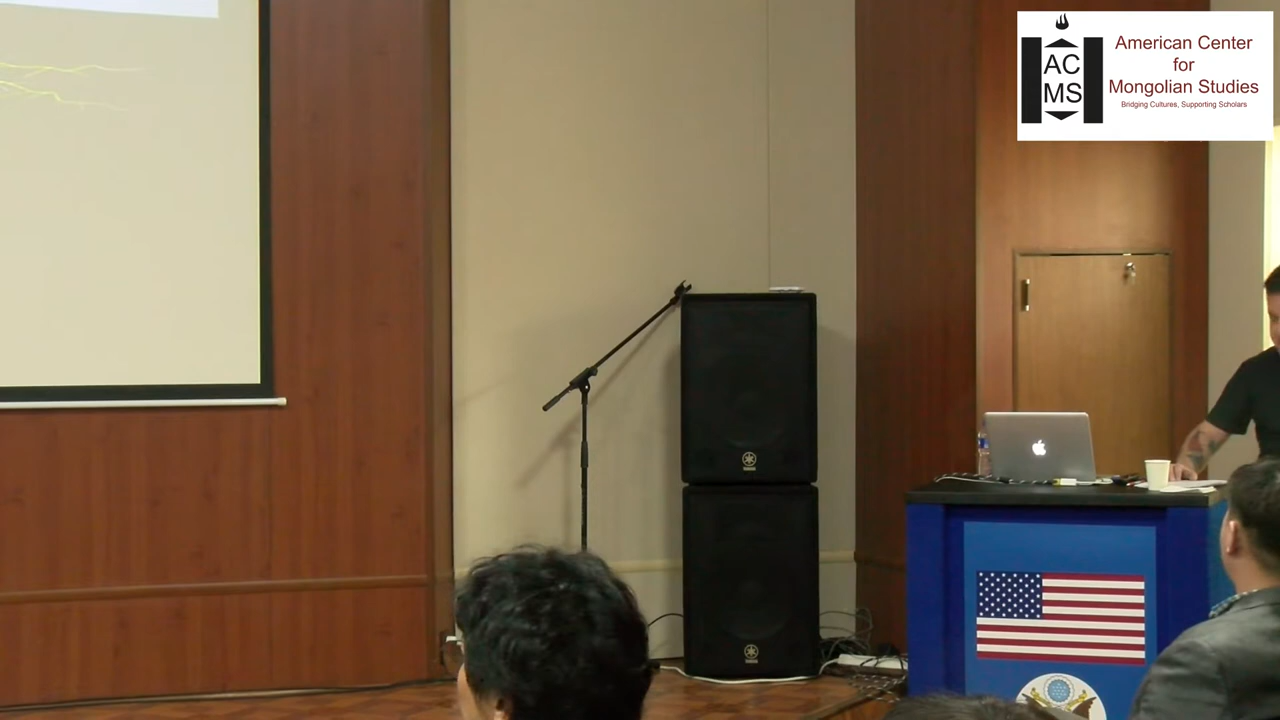 AC
MS
American Center
for
Mongolian Studies
Bridging Cultures, Supporting Scholars